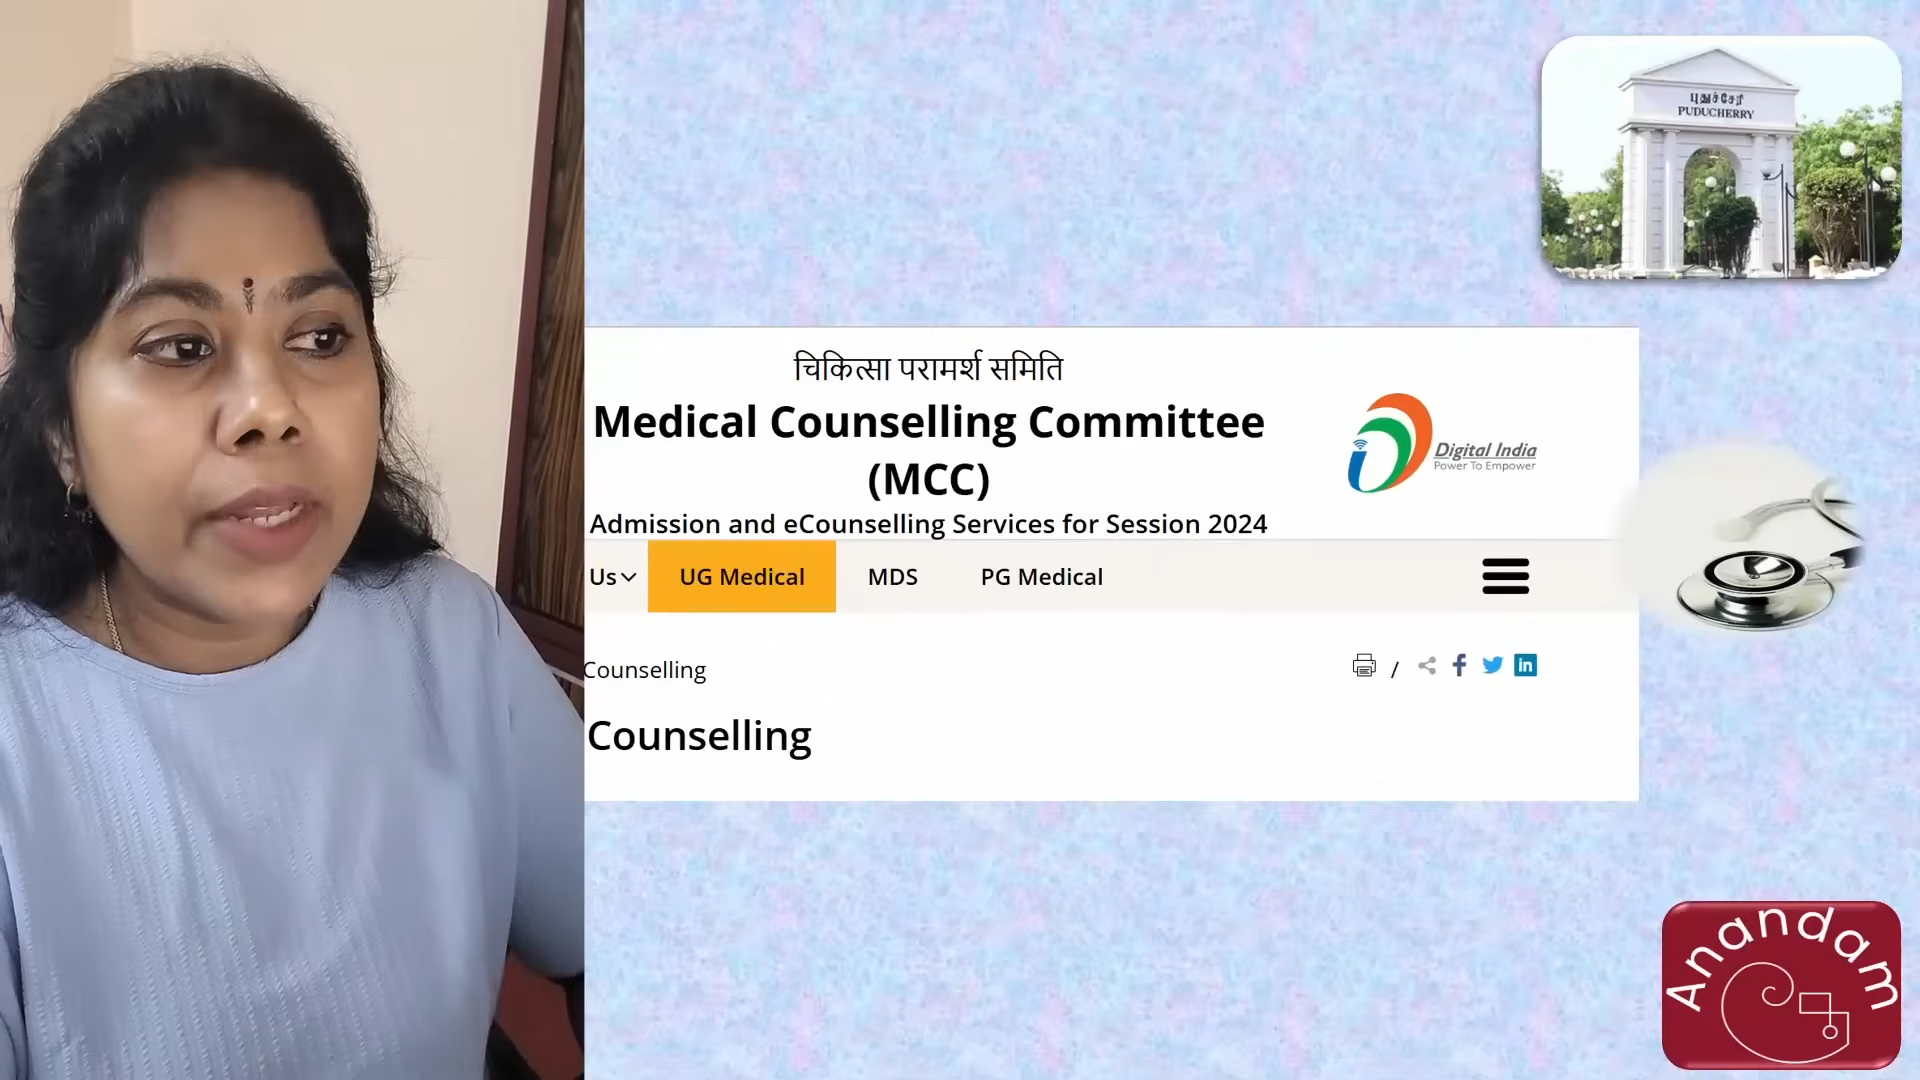 புதுச்சேரி
PUDUCHERRY
चिकित्सा परामर्श समिति
Medical Counselling Committee
(MCC)
Admission and eCounselling Services for Session 2024
Digital India
Power To Empower
Us
UG Medical
MDS
PG Medical
Counselling
/
Counselling
Anandam